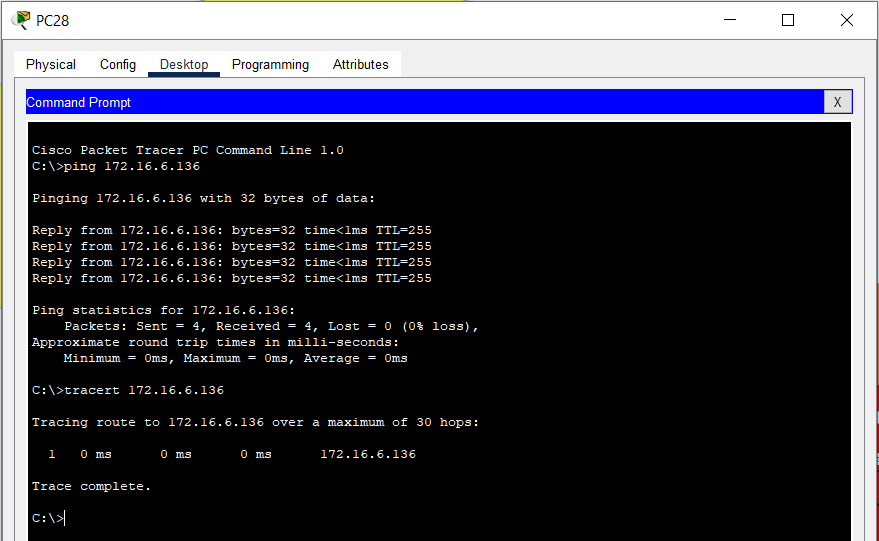 PC28
Physical Config Desktop Programming Attributes
Command Prompt X
Cisco Packet Tracer PC Command Line 1.0
C:\>ping 172.16.6.136
Pinging 172.16.6.136 with 32 bytes of data:
Reply from 172.16.6.136: bytes=32 time<1ms TTL=255
Reply from 172.16.6.136: bytes=32 time<1ms TTL=255
Reply from 172.16.6.136: bytes=32 time<1ms TTL=255
Reply from 172.16.6.136: bytes=32 time<1ms TTL=255
Ping statistics for 172.16.6.136:
    Packets: Sent = 4, Received = 4, Lost = 0 (0% loss),
Approximate round trip times in milli-seconds:
    Minimum = 0ms, Maximum = 0ms, Average = 0ms
C:\>tracert 172.16.6.136
Tracing route to 172.16.6.136 over a maximum of 30 hops:
  1   0 ms      0 ms      0 ms      172.16.6.136
Trace complete.
C:\>